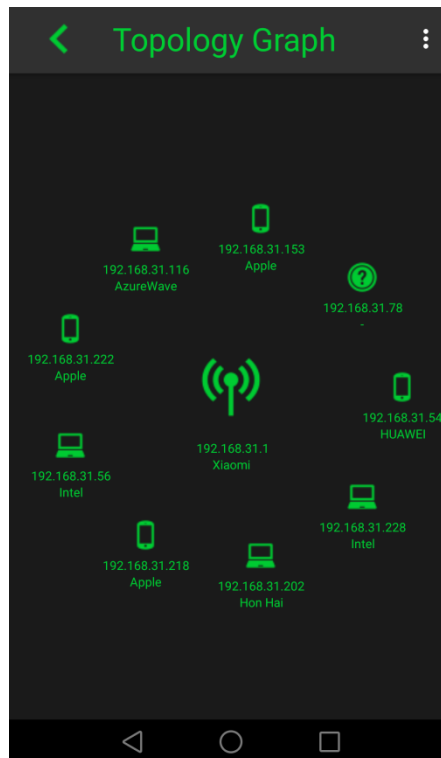 Topology Graph
192.168.31.153
Apple
192.168.31.116
AzureWave
192.168.31.78
-
192.168.31.222
Apple
192.168.31.54
HUAWEI
192.168.31.1
Xiaomi
192.168.31.56
Intel
192.168.31.228
Intel
192.168.31.218
Apple
192.168.31.202
Hon Hai